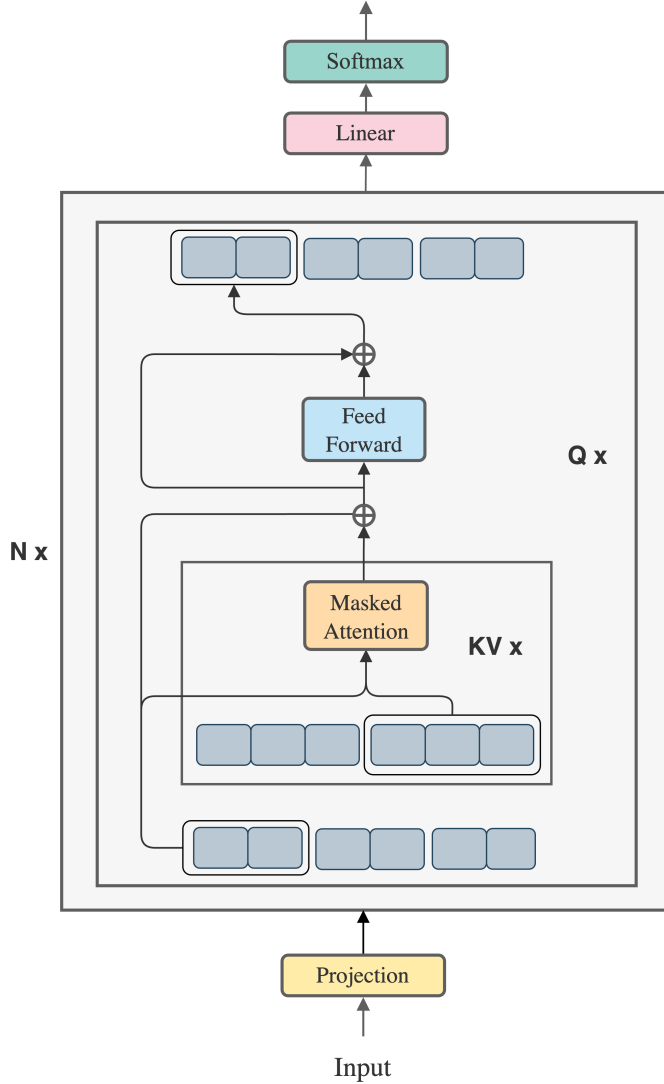 Softmax
Linear
Feed
Forward
Q x
N x
Masked
Attention
KV x
Projection
Input